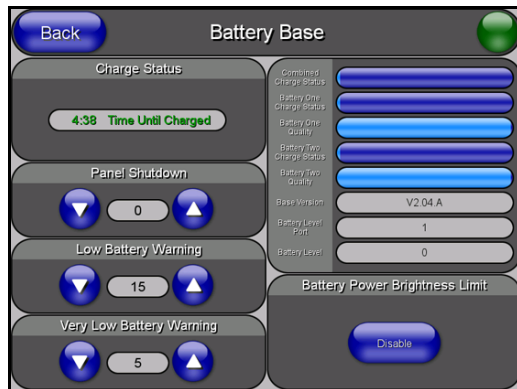 Back
Battery Base
Charge Status
4:38 Time Until Charged
Panel Shutdown
0
Low Battery Warning
15
Very Low Battery Warning
5
Combined
Charge Status
Battery One
Charge Status
Battery One
Quality
Battery Two
Charge Status
Battery Two
Quality
Base Version
V2.04.A
Battery Level
Port
1
Battery Level
0
Battery Power Brightness Limit
Disable